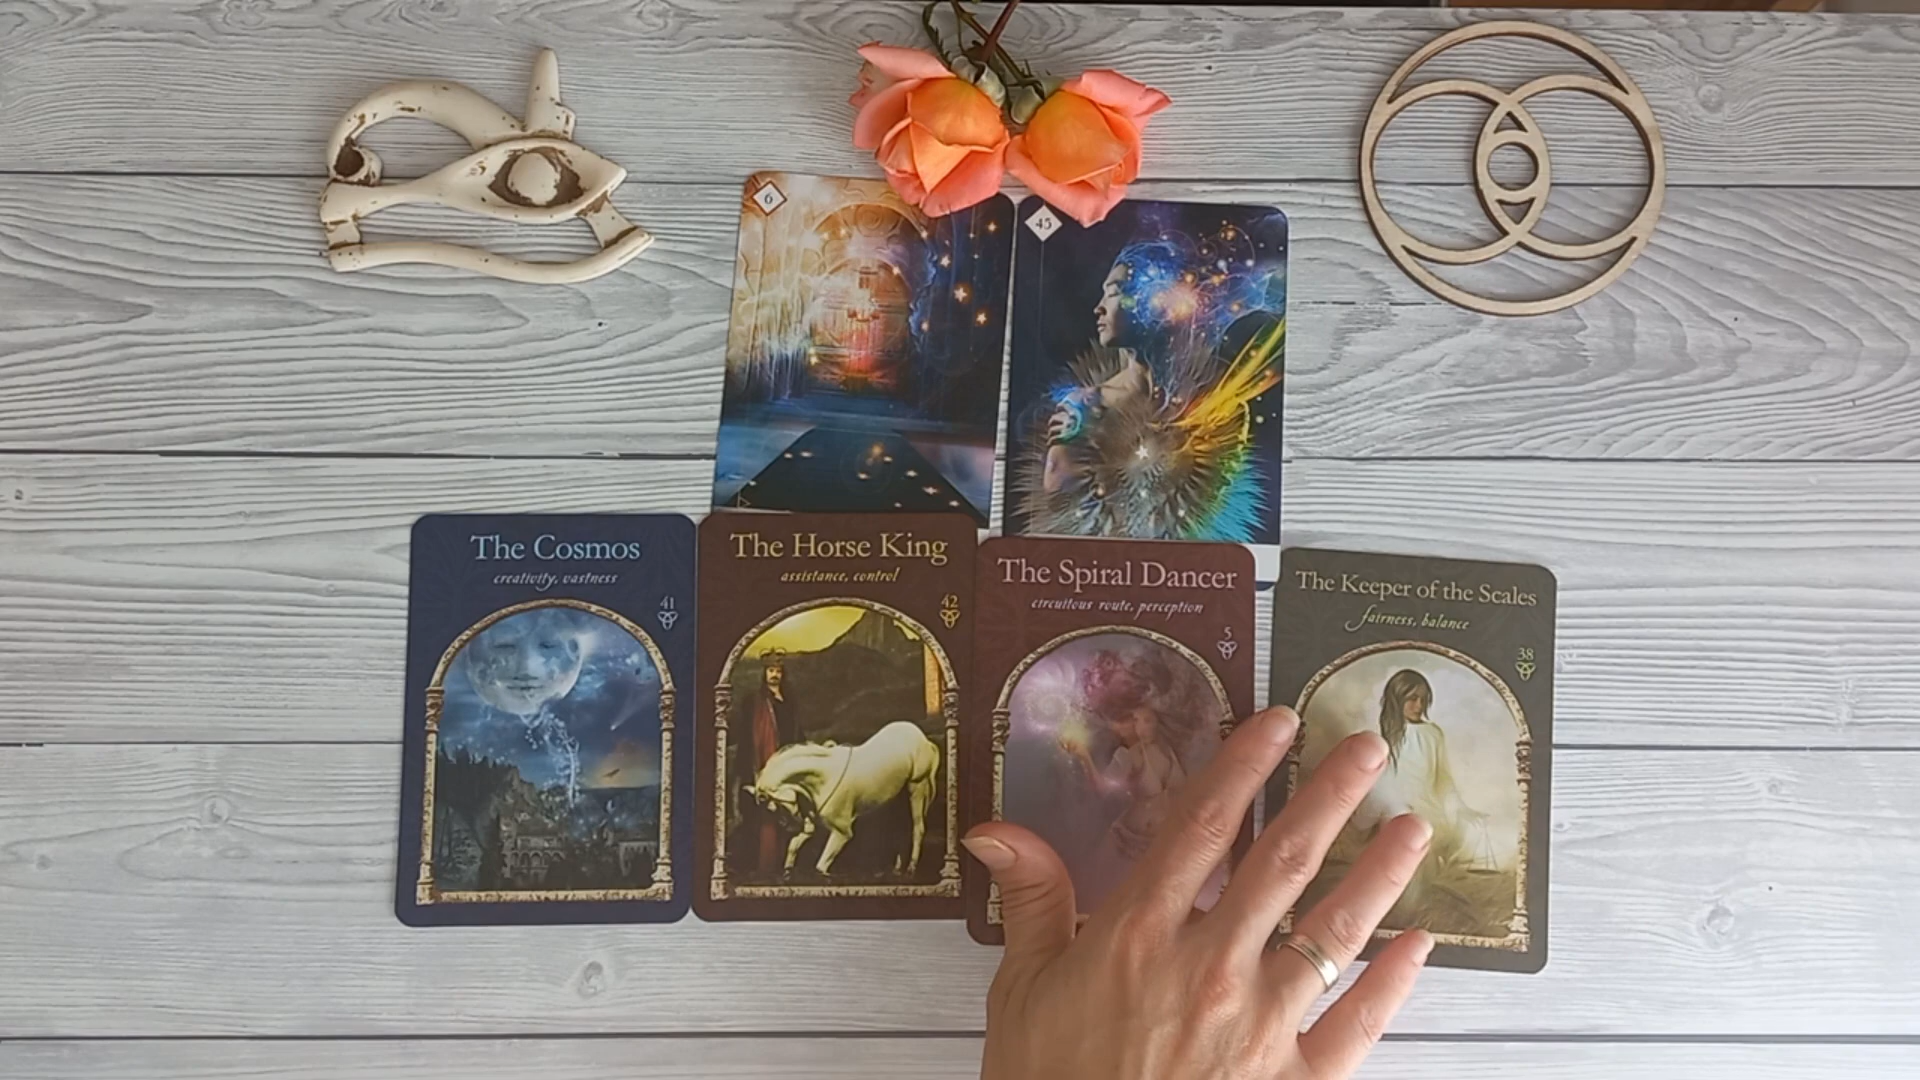 6
45
The Cosmos
creativity, vastness
41
The Horse King
assistance, control
42
The Spiral Dancer
circuitous route, perception
5
The Keeper of the Scales
fairness, balance
38